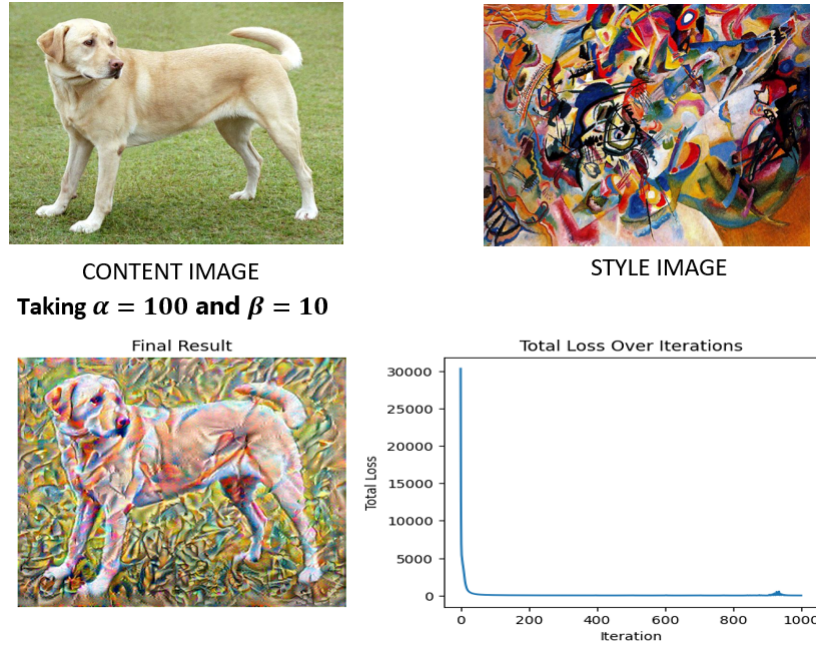 CONTENT IMAGE
STYLE IMAGE
Taking α = 100 and β = 10
Final Result
Total Loss Over Iterations
Total Loss
30000
25000
20000
15000
10000
5000
0
0 200 400 600 800 1000
Iteration